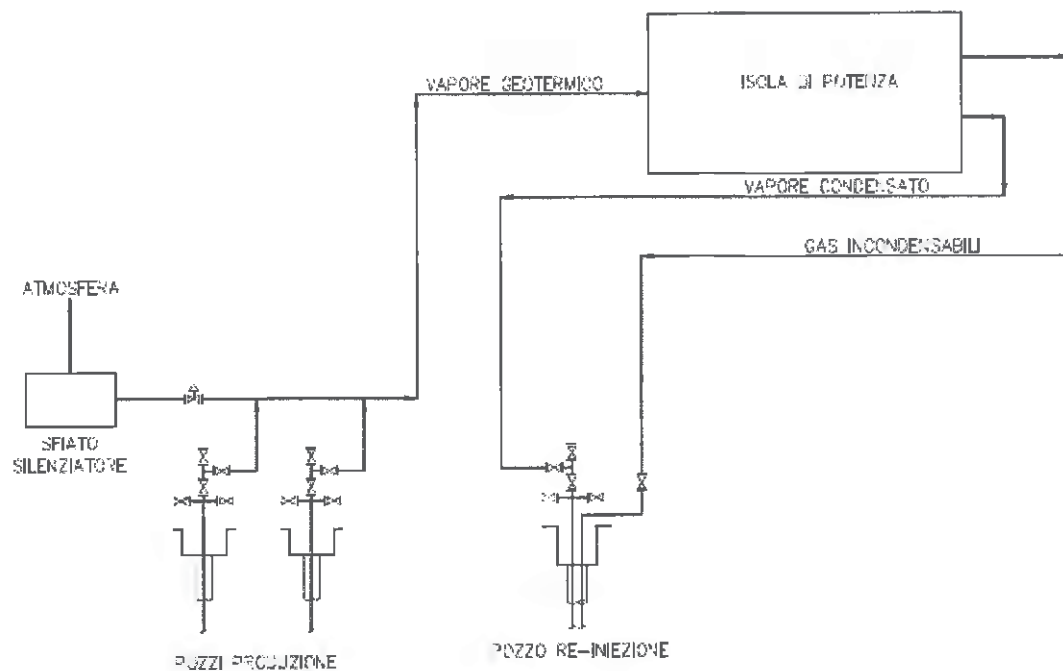 VAPORE GEOTERMICO
ISOLA DI POTENZA
VAPORE CONDENSATO
GAS INCONDENSABILI
ATMOSFERA
SFIATO
SILENZIATORE
POZZI PRODUZIONE
POZZO RE-INIEZIONE